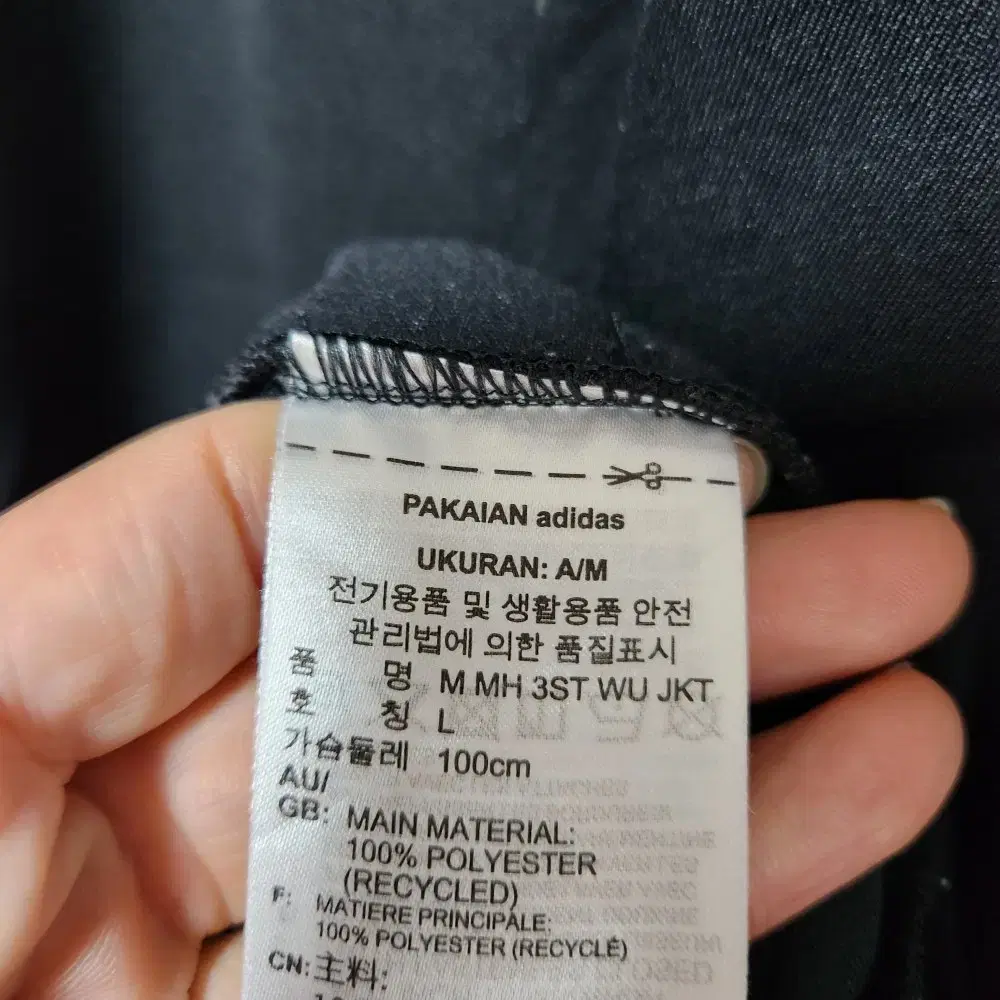 PAKAIAN adidas
UKURAN: A/M
전기용품 및 생활용품 안전
관리법에 의한 품질표시
품 명 M MH 3ST WU JKT
호 칭 L
가슴둘레 100cm
AU/
GB: MAIN MATERIAL:
100% POLYESTER
(RECYCLED)
F: MATIERE PRINCIPALE:
100% POLYESTER (RECYCLÉ)
CN: 主料: